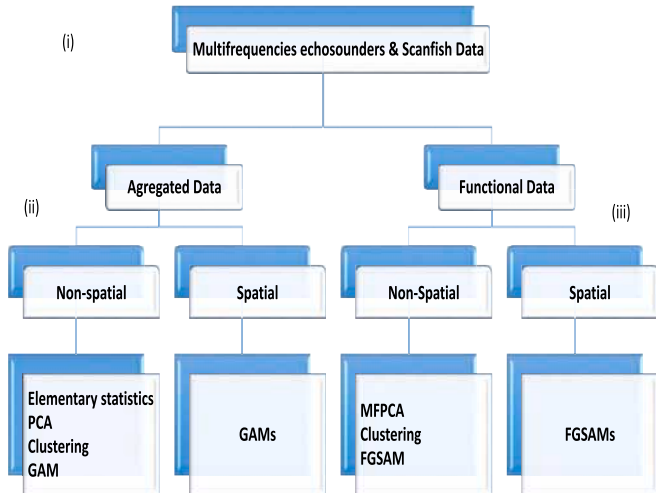 (i)
Multifrequencies echosounders & Scanfish Data
Agregated Data
Functional Data
(ii)
(iii)
Non-spatial
Spatial
Non-Spatial
Spatial
Elementary statistics
PCA
Clustering
GAM
GAMs
MFPCA
Clustering
FGSAM
FGSAMs